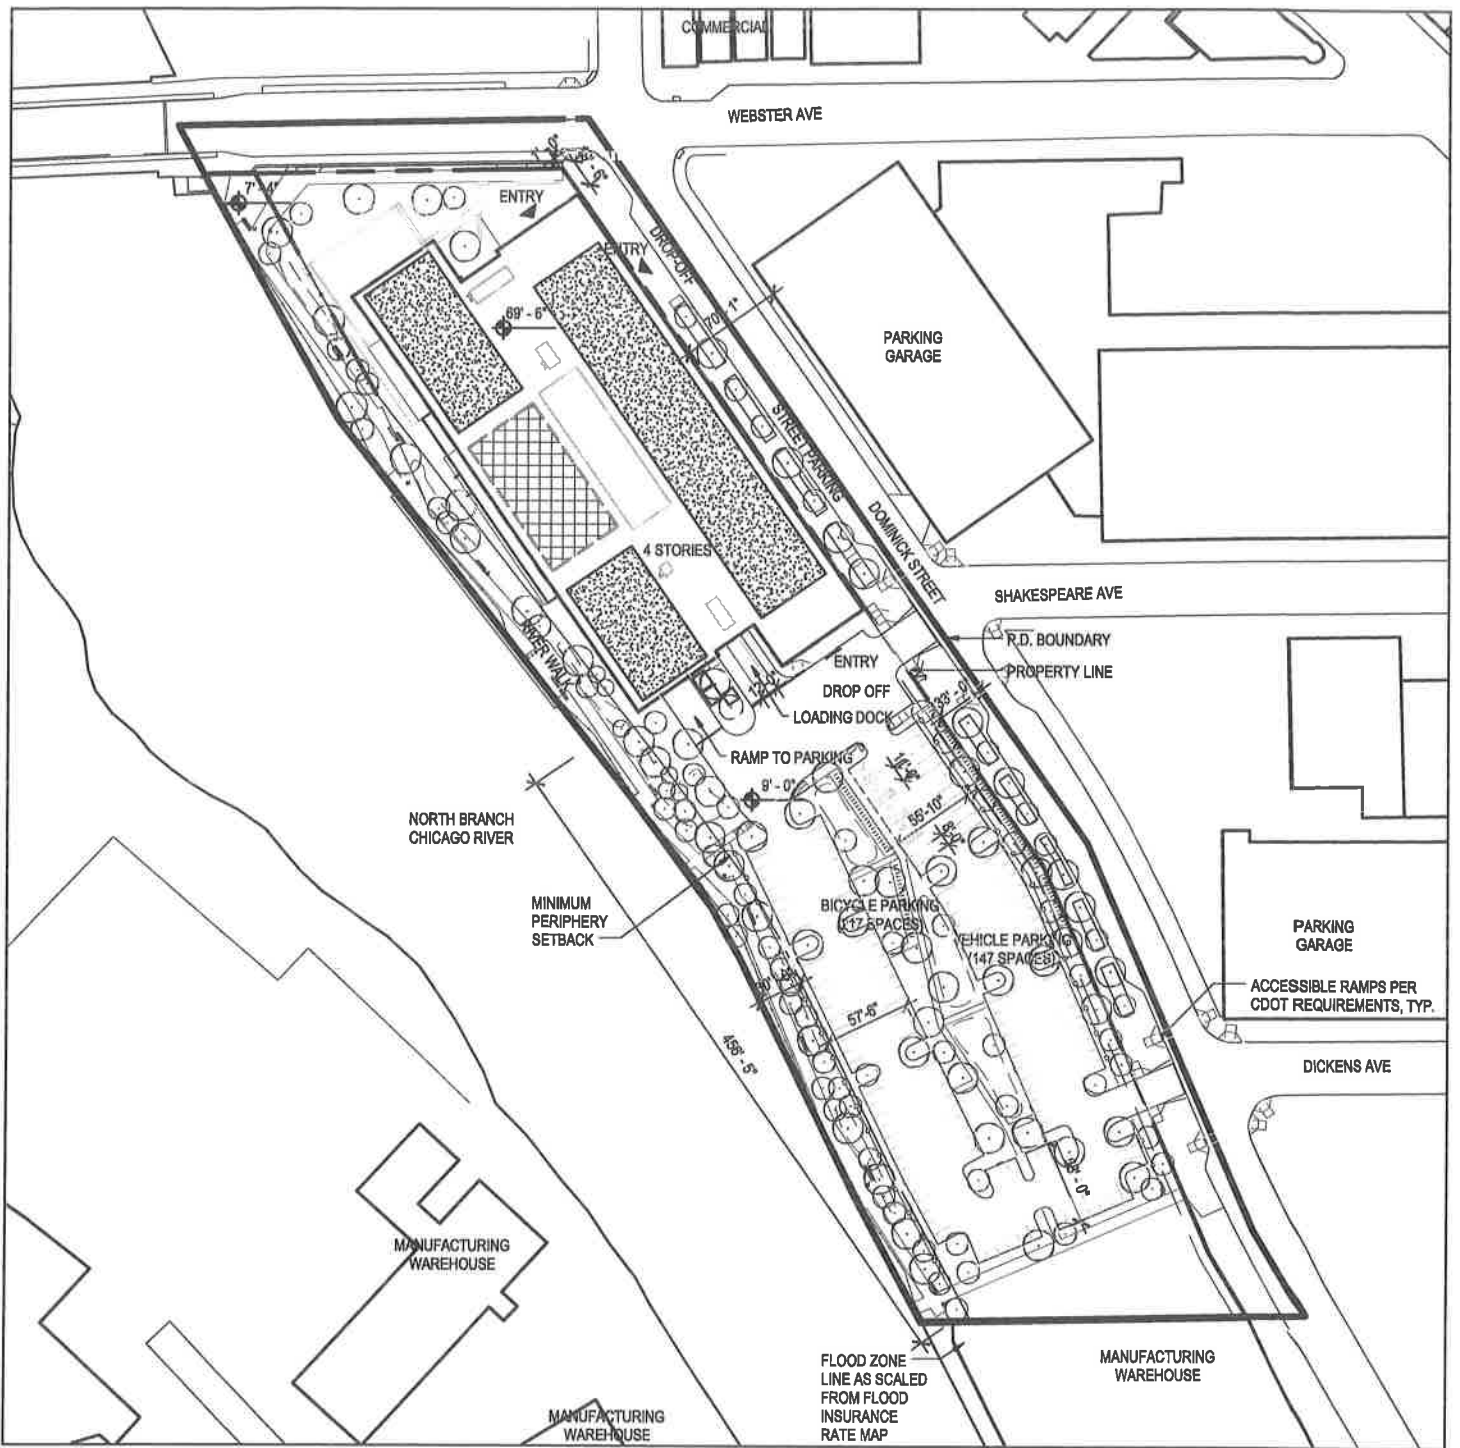 COMMERCIAL
WEBSTER AVE
7' - 4"
ENTRY
ENTRY
DROP-OFF
69' - 6"
70' - 1"
PARKING
GARAGE
STREET PARKING
DOMINICK STREET
4 STORIES
SHAKESPEARE AVE
RIVER WALK
P.D. BOUNDARY
PROPERTY LINE
ENTRY
DROP OFF
33' - 0"
LOADING DOCK
RAMP TO PARKING
9' - 0"
55'-10"
NORTH BRANCH
CHICAGO RIVER
MINIMUM
PERIPHERY
SETBACK
BICYCLE PARKING
(117 SPACES)
VEHICLE PARKING
(147 SPACES)
57'-6"
456' - 5"
PARKING
GARAGE
ACCESSIBLE RAMPS PER
CDOT REQUIREMENTS, TYP.
DICKENS AVE
MANUFACTURING
WAREHOUSE
MANUFACTURING
WAREHOUSE
FLOOD ZONE
LINE AS SCALED
FROM FLOOD
INSURANCE
RATE MAP
MANUFACTURING
WAREHOUSE